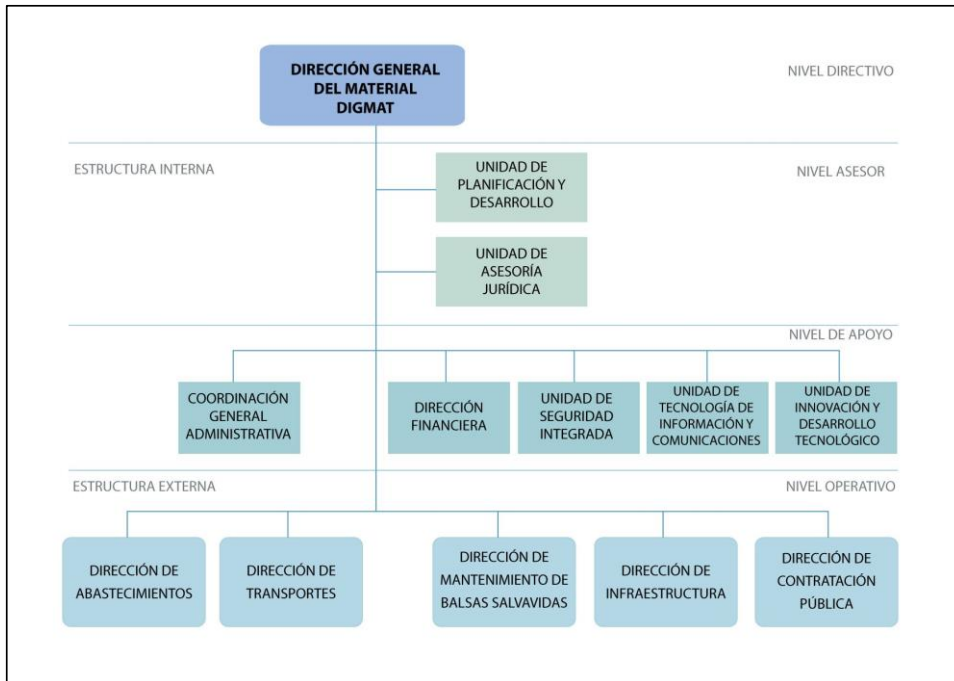 DIRECCIÓN GENERAL
DEL MATERIAL
DIGMAT
NIVEL DIRECTIVO
ESTRUCTURA INTERNA
NIVEL ASESOR
UNIDAD DE
PLANIFICACIÓN Y
DESARROLLO
UNIDAD DE
ASESORÍA
JURÍDICA
NIVEL DE APOYO
COORDINACIÓN
GENERAL
ADMINISTRATIVA
DIRECCIÓN
FINANCIERA
UNIDAD DE
SEGURIDAD
INTEGRADA
UNIDAD DE
TECNOLOGÍA DE
INFORMACIÓN Y
COMUNICACIONES
UNIDAD DE
INNOVACIÓN Y
DESARROLLO
TECNOLÓGICO
ESTRUCTURA EXTERNA
NIVEL OPERATIVO
DIRECCIÓN DE
ABASTECIMIENTOS
DIRECCIÓN DE
TRANSPORTES
DIRECCIÓN DE
MANTENIMIENTO DE
BALSAS SALVAVIDAS
DIRECCIÓN DE
INFRAESTRUCTURA
DIRECCIÓN DE
CONTRATACIÓN
PÚBLICA